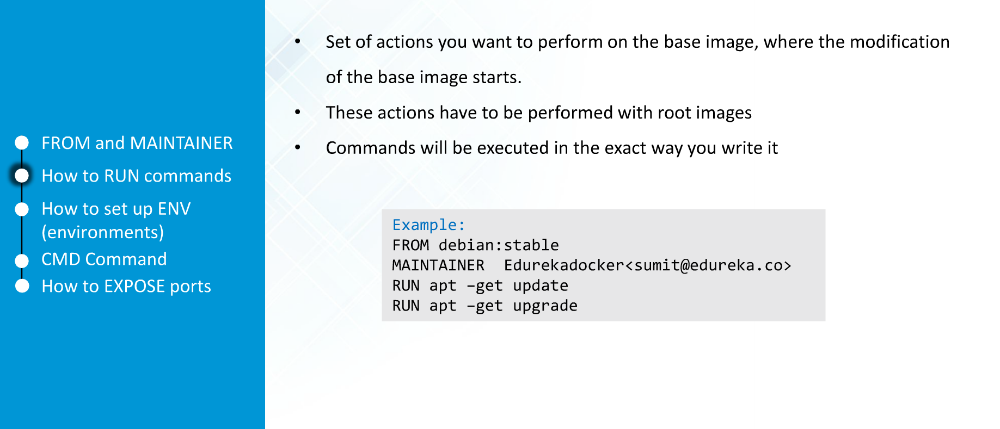 FROM and MAINTAINER
How to RUN commands
How to set up ENV
(environments)
CMD Command
How to EXPOSE ports
• Set of actions you want to perform on the base image, where the modification
of the base image starts.
• These actions have to be performed with root images
• Commands will be executed in the exact way you write it
Example:
FROM debian:stable
MAINTAINER  Edurekadocker<sumit@edureka.co>
RUN apt –get update
RUN apt –get upgrade